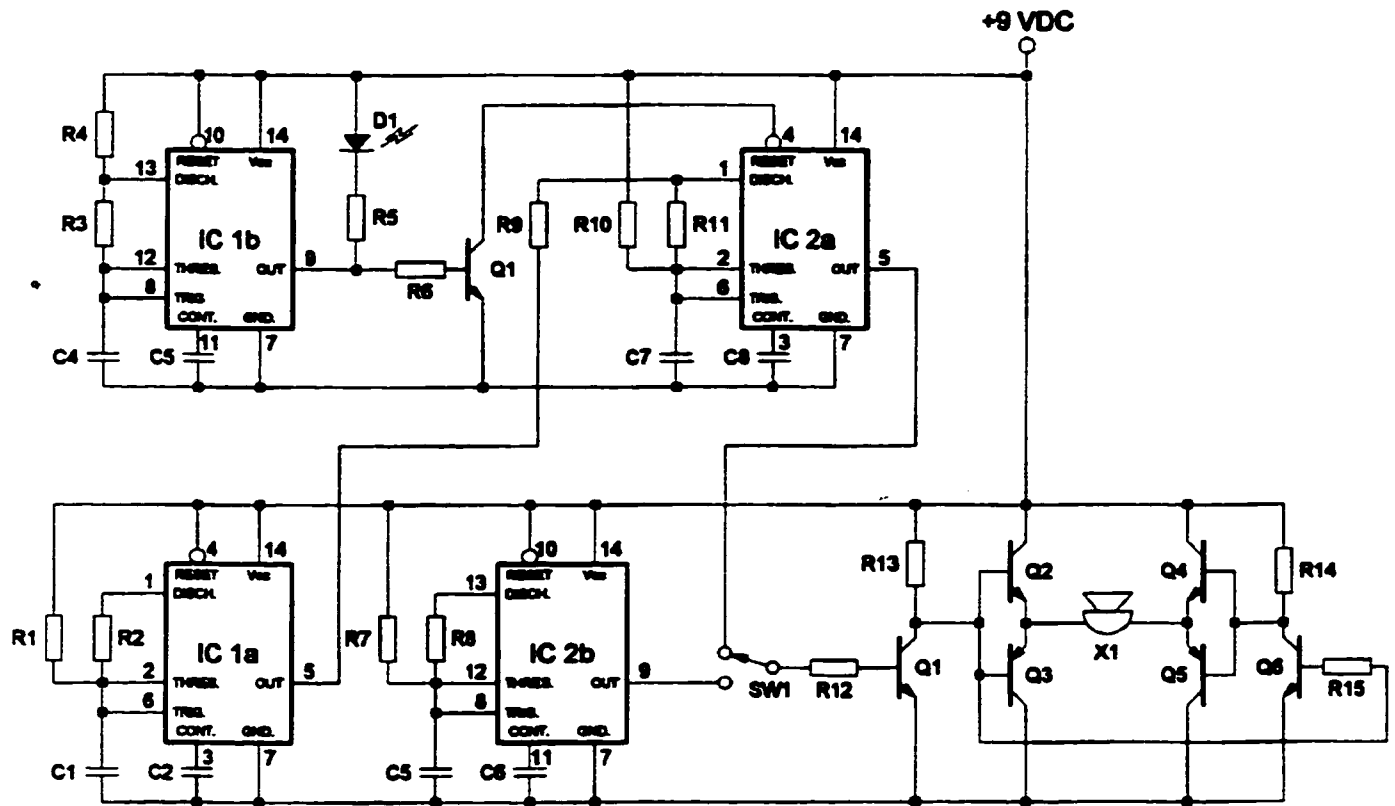 +9 VDC
R4
10
14
D1
4
14
RESET
Vcc
RESET
Vcc
13
DISCH.
1
DISCH.
R3
IC 1b
R5
R9
R10
R11
IC 2a
12
THRES.
OUT
9
Q1
2
THRES.
OUT
5
8
TRIG.
R6
6
TRIG.
CONT.
GND.
CONT.
GND.
C4
C5
11
7
C7
C8
3
7
4
14
10
14
RESET
Vcc
RESET
Vcc
R13
Q2
Q4
R14
1
DISCH.
13
DISCH.
R1
R2
IC 1a
R7
R8
IC 2b
X1
2
THRES.
OUT
5
12
THRES.
OUT
9
SW1
R12
Q1
Q3
Q5
Q6
R15
6
TRIG.
8
TRIG.
CONT.
GND.
CONT.
GND.
C1
C2
3
7
C5
C6
11
7